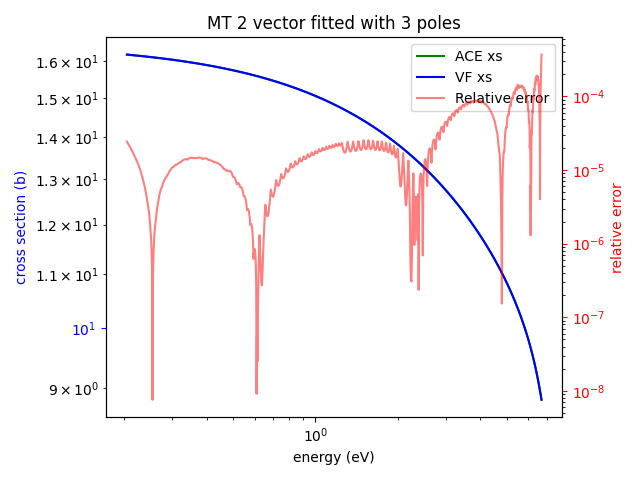 MT 2 vector fitted with 3 poles
ACE xs
VF xs
Relative error
cross section (b)
1.6 × 10¹
1.5 × 10¹
1.4 × 10¹
1.3 × 10¹
1.2 × 10¹
1.1 × 10¹
10¹
9 × 10⁰
10⁻⁴
10⁻⁵
10⁻⁶
10⁻⁷
10⁻⁸
relative error
10⁰
energy (eV)